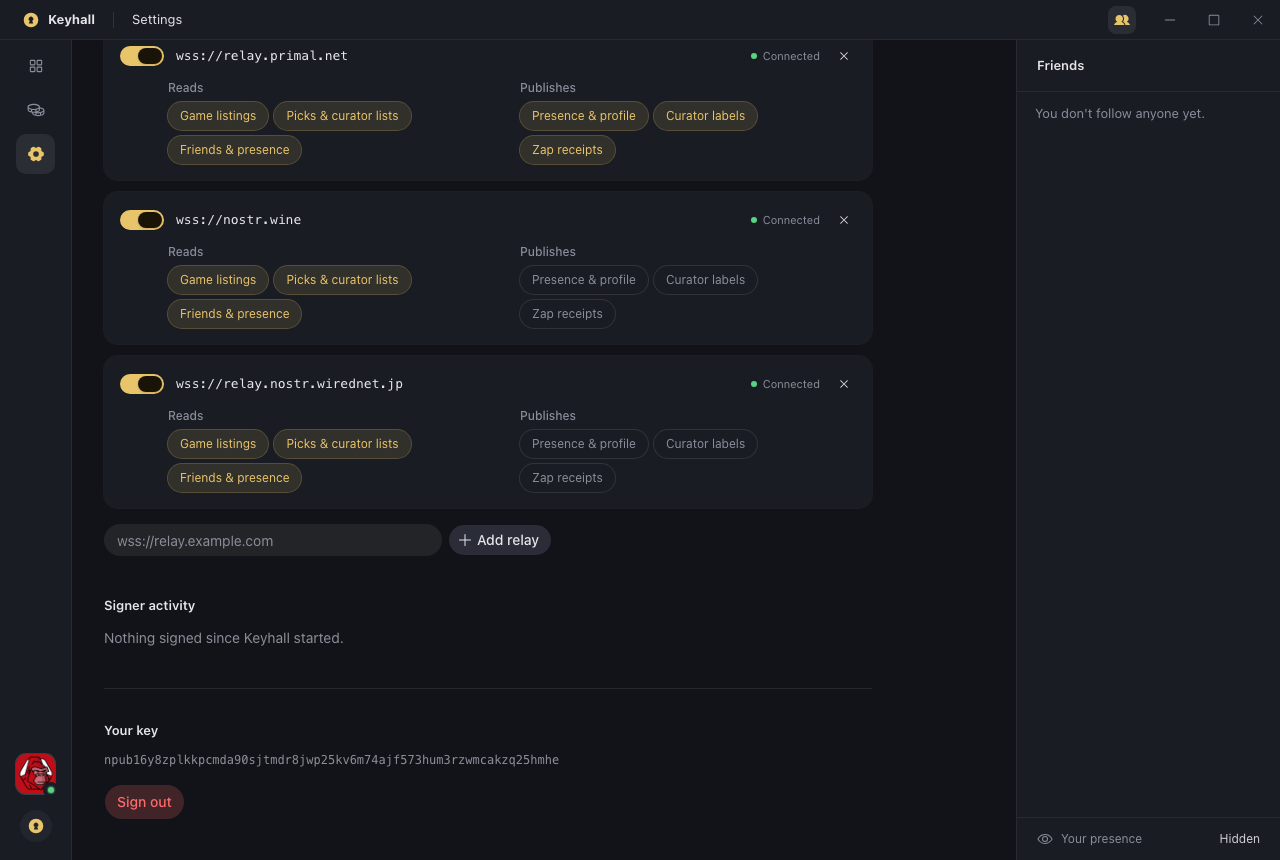 Keyhall
Settings
wss://relay.primal.net
Connected
Reads
Publishes
Game listings
Picks & curator lists
Presence & profile
Curator labels
Friends & presence
Zap receipts
wss://nostr.wine
Connected
Reads
Publishes
Game listings
Picks & curator lists
Presence & profile
Curator labels
Friends & presence
Zap receipts
wss://relay.nostr.wirednet.jp
Connected
Reads
Publishes
Game listings
Picks & curator lists
Presence & profile
Curator labels
Friends & presence
Zap receipts
wss://relay.example.com
Add relay
Signer activity
Nothing signed since Keyhall started.
Your key
npub16y8zplkkpcmda90sjtmdr8jwp25kv6m74ajf573hum3rzwmcakzq25hmhe
Sign out
Friends
You don't follow anyone yet.
Your presence
Hidden